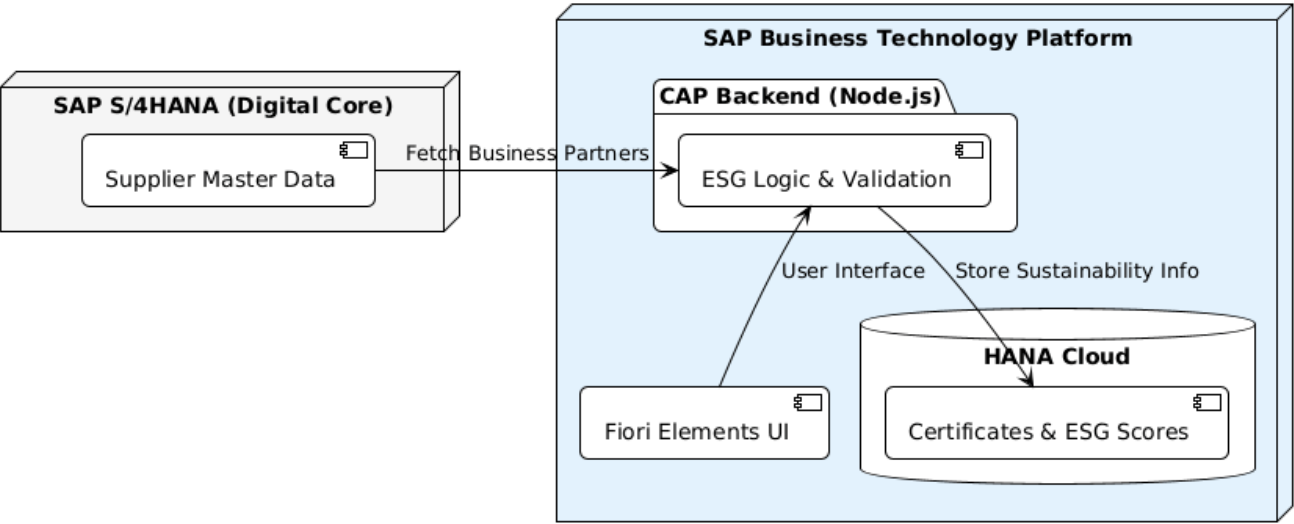 SAP Business Technology Platform
SAP S/4HANA (Digital Core)
CAP Backend (Node.js)
Supplier Master Data
Fetch Business Partners
ESG Logic & Validation
User Interface
Store Sustainability Info
HANA Cloud
Fiori Elements UI
Certificates & ESG Scores